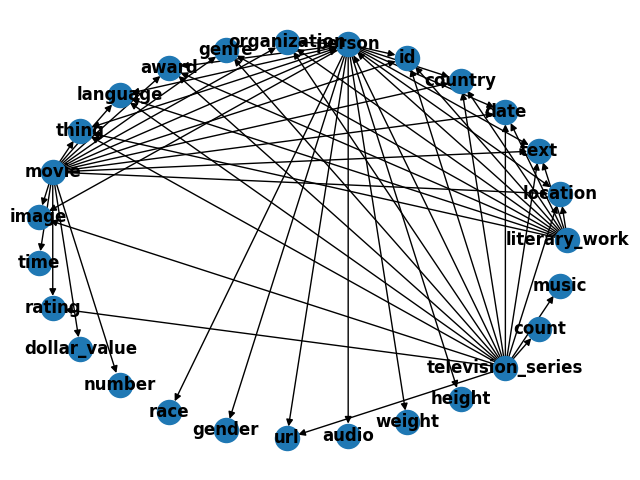 organization
person
genre
id
award
country
language
date
thing
text
movie
location
image
literary_work
time
music
rating
count
dollar_value
television_series
number
height
race
weight
gender
url
audio